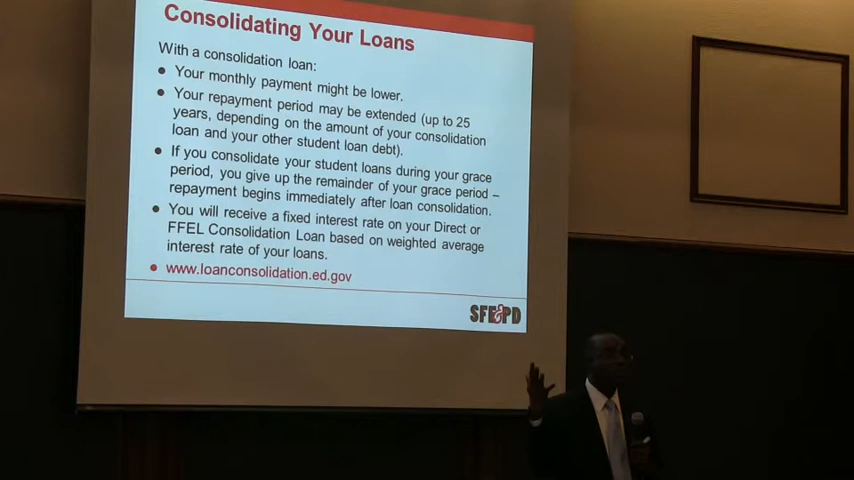 Consolidating Your Loans
With a consolidation loan:
● Your monthly payment might be lower.
● Your repayment period may be extended (up to 25
years, depending on the amount of your consolidation
loan and your other student loan debt).
● If you consolidate your student loans during your grace
period, you give up the remainder of your grace period –
repayment begins immediately after loan consolidation.
● You will receive a fixed interest rate on your Direct or
FFEL Consolidation Loan based on weighted average
interest rate of your loans.
● www.loanconsolidation.ed.gov
SFE&PD